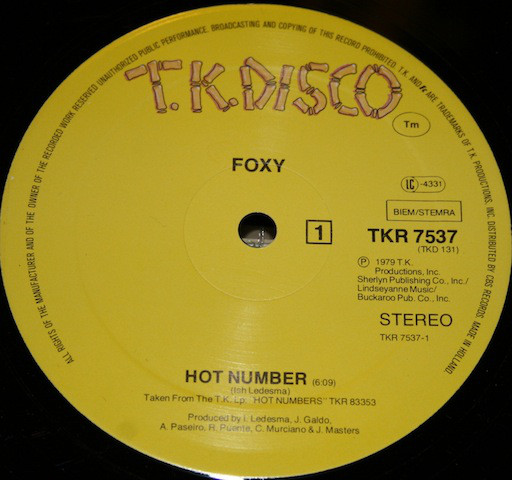 ALL RIGHTS OF THE MANUFACTURER AND OF THE OWNER OF THE RECORDED WORK RESERVED UNAUTHORIZED PUBLIC PERFORMANCE, BROADCASTING AND COPYING OF THIS RECORD PROHIBITED. T.K. AND ARE TRADEMARKS OF T.K. PRODUCTIONS, INC. DISTRIBUTED BY CBS RECORDS MADE IN HOLLAND
T.K.DISCO
Tm
FOXY
LC-4331
BIEM/STEMRA
1
TKR 7537
(TKD 131)
℗ 1979 T.K.
Productions, Inc.
Sherlyn Publishing Co., Inc./
Lindseyanne Music/
Buckaroo Pub. Co., Inc.
STEREO
TKR 7537-1
HOT NUMBER (6:09)
(Ish Ledesma)
Taken From The T.K. Lp. "HOT NUMBERS" TKR 83353
Produced by I. Ledesma, J. Galdo,
A. Paseiro, R. Puente, C. Murciano & J. Masters